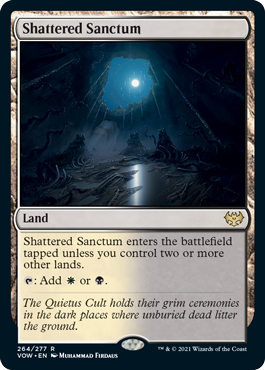 Shattered Sanctum
Land
Shattered Sanctum enters the battlefield
tapped unless you control two or more
other lands.
: Add or .
The Quietus Cult holds their grim ceremonies
in the dark places where unburied dead litter
the ground.
264/277 R
VOW • EN Muhammad Firdaus
™ & © 2021 Wizards of the Coast